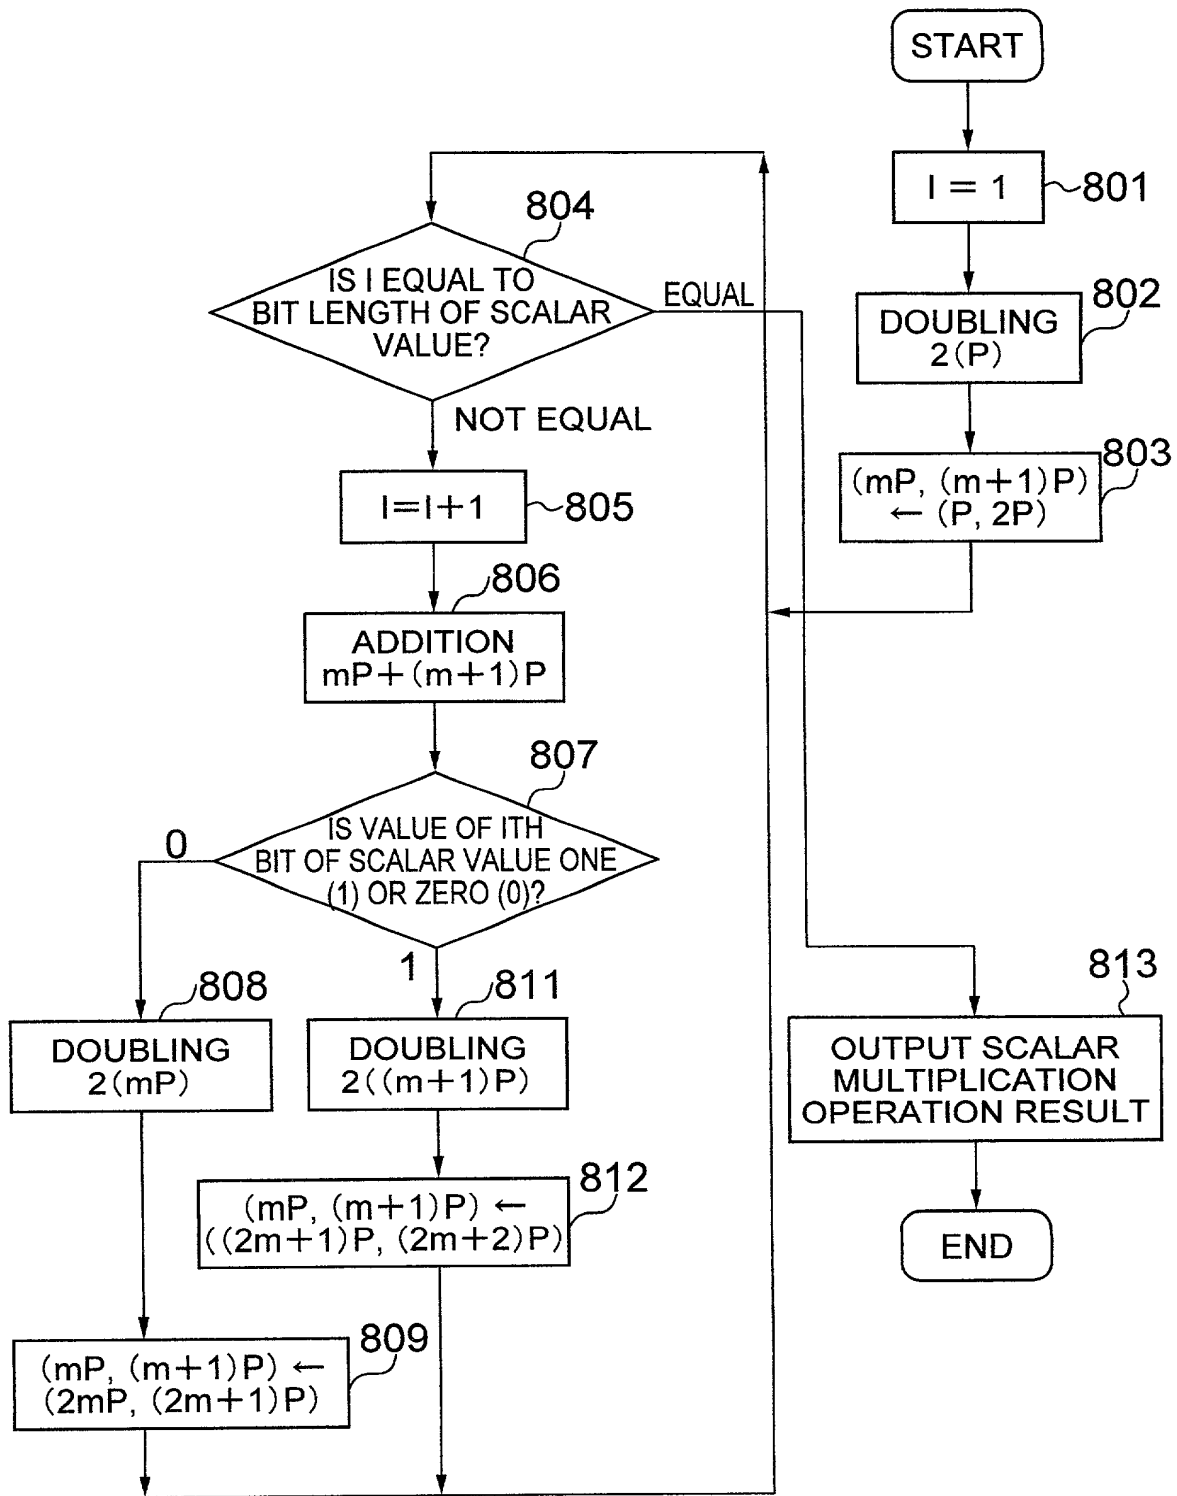 START
I = 1
801
DOUBLING
2(P)
802
(mP, (m+1)P)
← (P, 2P)
803
804
IS I EQUAL TO
BIT LENGTH OF SCALAR
VALUE?
EQUAL
NOT EQUAL
I=I+1
805
806
ADDITION
mP+(m+1)P
807
IS VALUE OF ITH
BIT OF SCALAR VALUE ONE
(1) OR ZERO (0)?
0
1
808
DOUBLING
2(mP)
811
DOUBLING
2((m+1)P)
812
(mP, (m+1)P) ←
((2m+1)P, (2m+2)P)
809
(mP, (m+1)P) ←
(2mP, (2m+1)P)
813
OUTPUT SCALAR
MULTIPLICATION
OPERATION RESULT
END